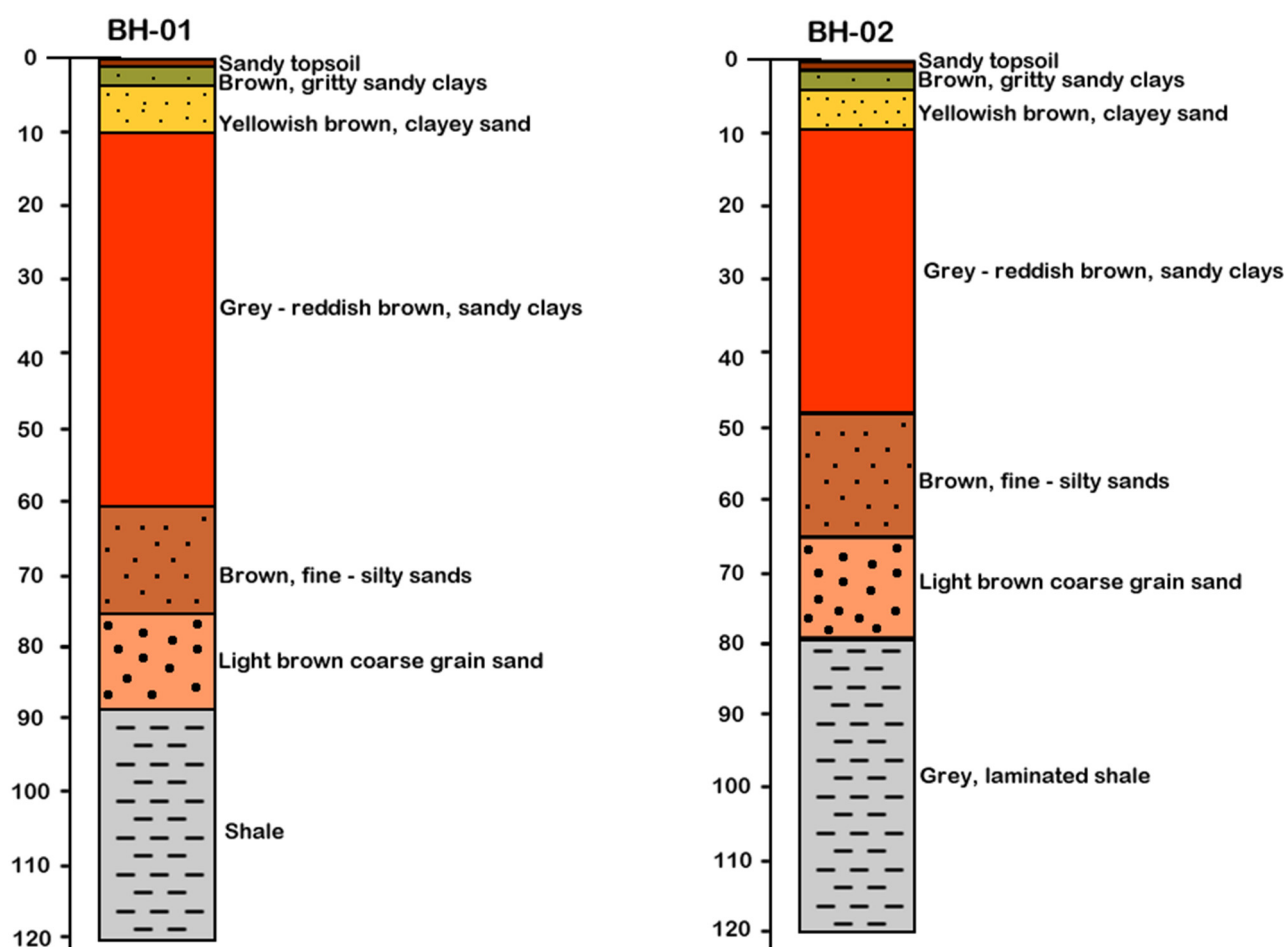 BH-01
0
Sandy topsoil
Brown, gritty sandy clays
Yellowish brown, clayey sand
10
20
30
Grey - reddish brown, sandy clays
40
50
60
70
Brown, fine - silty sands
80
Light brown coarse grain sand
90
100
Shale
110
120
BH-02
0
Sandy topsoil
Brown, gritty sandy clays
Yellowish brown, clayey sand
10
20
30
Grey - reddish brown, sandy clays
40
50
Brown, fine - silty sands
60
70
Light brown coarse grain sand
80
90
Grey, laminated shale
100
110
120